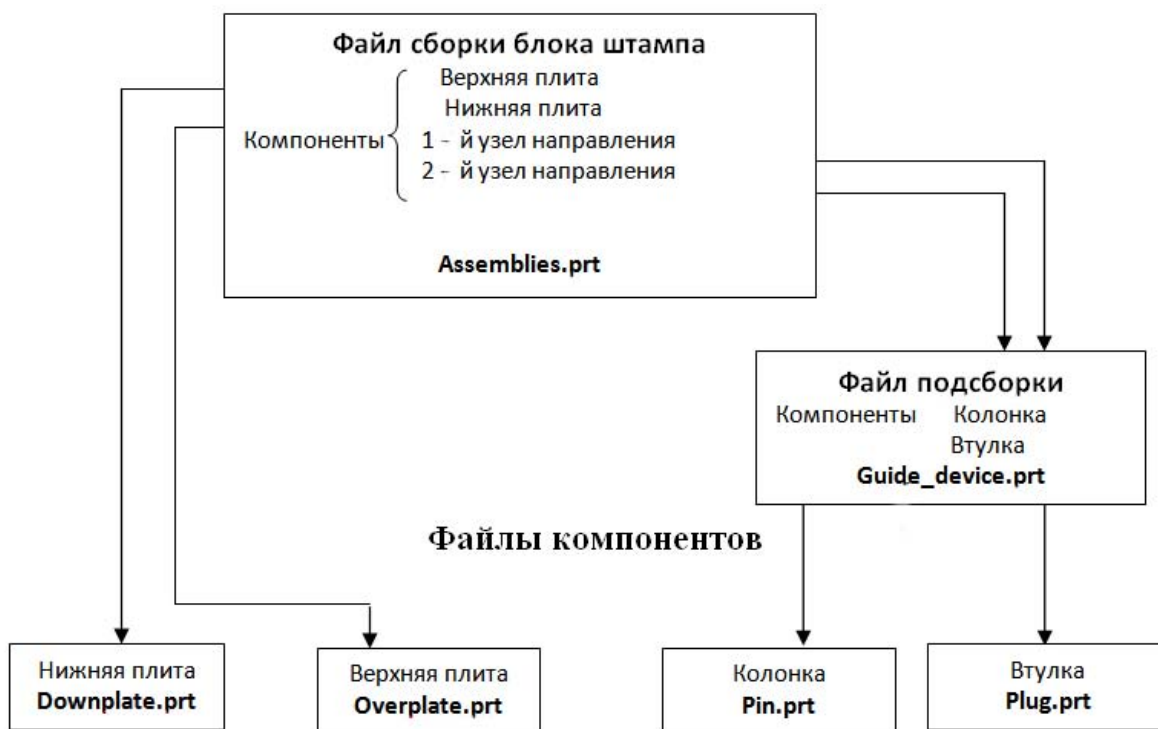 Файл сборки блока штампа
Верхняя плита
Нижняя плита
Компоненты
1 - й узел направления
2 - й узел направления
Assemblies.prt
Файл подсборки
Компоненты Колонка
Втулка
Guide_device.prt
Файлы компонентов
Нижняя плита
Downplate.prt
Верхняя плита
Overplate.prt
Колонка
Pin.prt
Втулка
Plug.prt